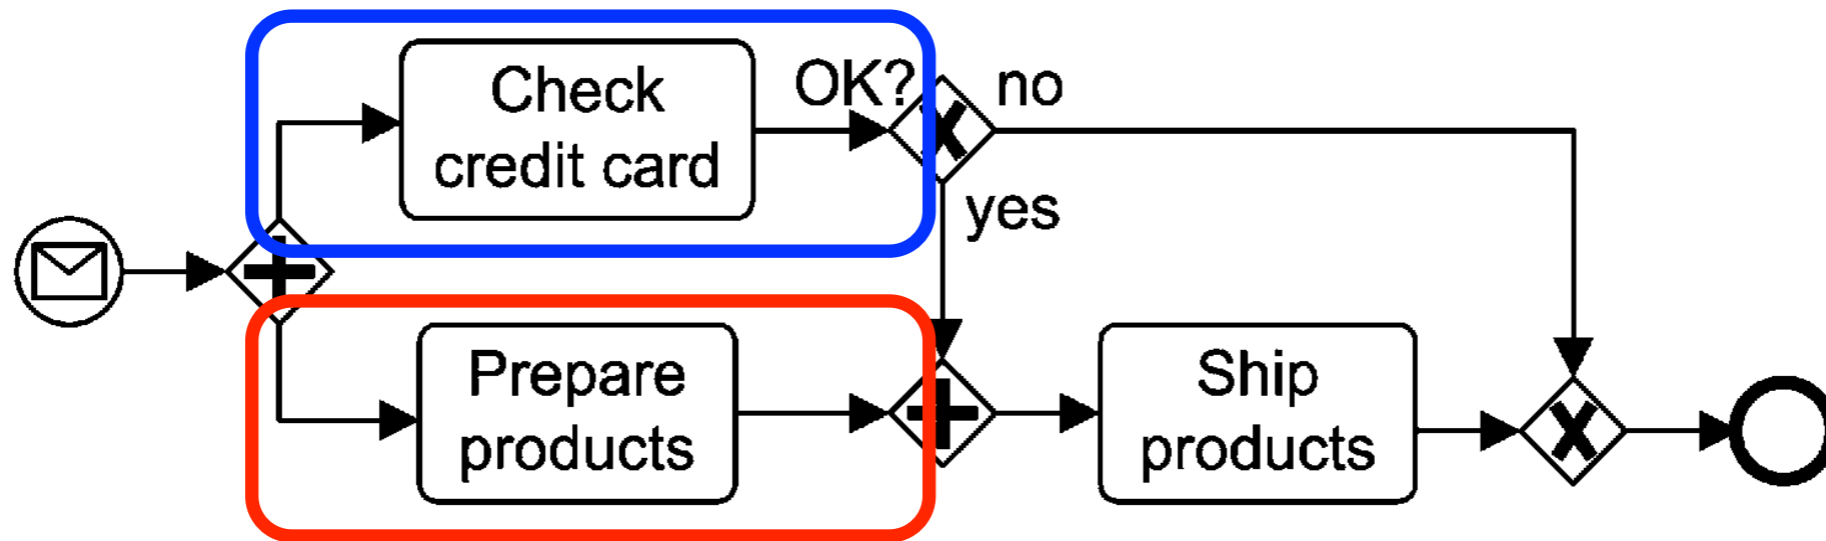 Check
credit card
OK?
no
yes
Prepare
products
Ship
products